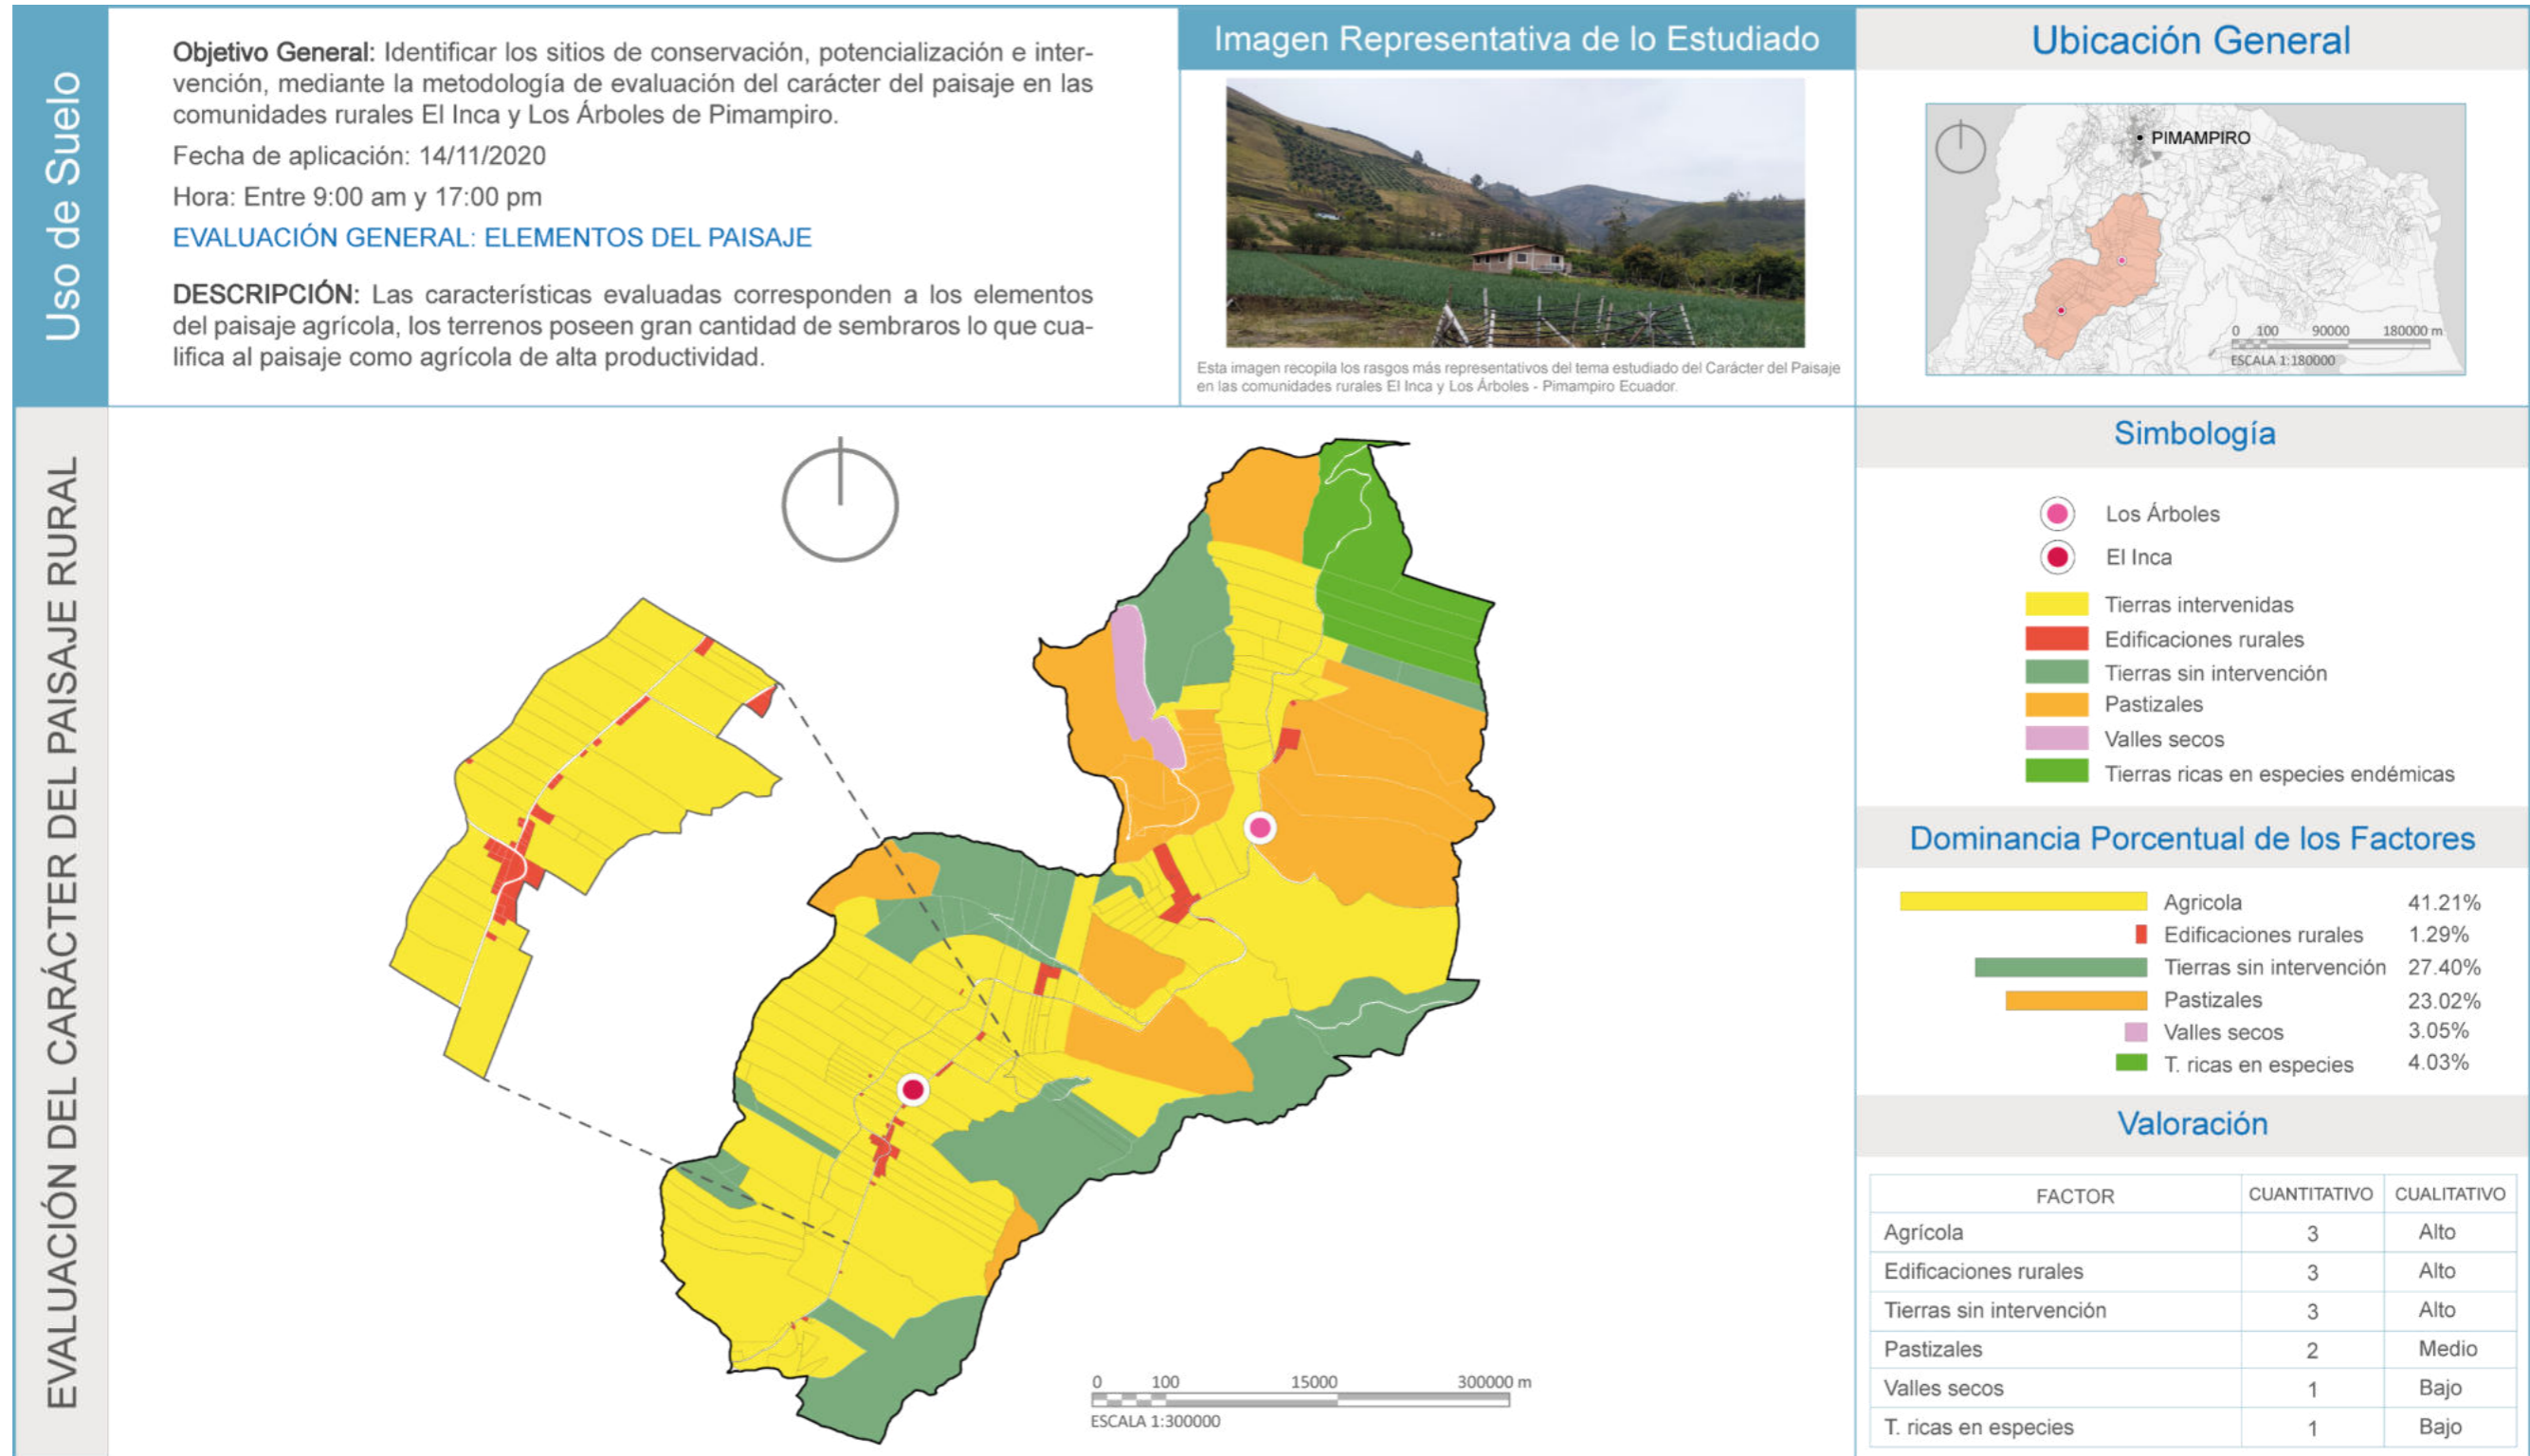 Uso de Suelo
Objetivo General: Identificar los sitios de conservación, potencialización e inter-
vención, mediante la metodología de evaluación del carácter del paisaje en las
comunidades rurales El Inca y Los Árboles de Pimampiro.
Fecha de aplicación: 14/11/2020
Hora: Entre 9:00 am y 17:00 pm
EVALUACIÓN GENERAL: ELEMENTOS DEL PAISAJE
DESCRIPCIÓN: Las características evaluadas corresponden a los elementos
del paisaje agrícola, los terrenos poseen gran cantidad de sembraros lo que cua-
lifica al paisaje como agrícola de alta productividad.
Imagen Representativa de lo Estudiado
Esta imagen recopila los rasgos más representativos del tema estudiado del Carácter del Paisaje
en las comunidades rurales El Inca y Los Árboles - Pimampiro Ecuador.
Ubicación General
PIMAMPIRO
0 100 90000 180000 m
ESCALA 1:180000
EVALUACIÓN DEL CARÁCTER DEL PAISAJE RURAL
0 100 15000 300000 m
ESCALA 1:300000
Simbología
Los Árboles
El Inca
Tierras intervenidas
Edificaciones rurales
Tierras sin intervención
Pastizales
Valles secos
Tierras ricas en especies endémicas
Dominancia Porcentual de los Factores
Agricola 41.21%
Edificaciones rurales 1.29%
Tierras sin intervención 27.40%
Pastizales 23.02%
Valles secos 3.05%
T. ricas en especies 4.03%
Valoración
FACTOR CUANTITATIVO CUALITATIVO
Agrícola 3 Alto
Edificaciones rurales 3 Alto
Tierras sin intervención 3 Alto
Pastizales 2 Medio
Valles secos 1 Bajo
T. ricas en especies 1 Bajo